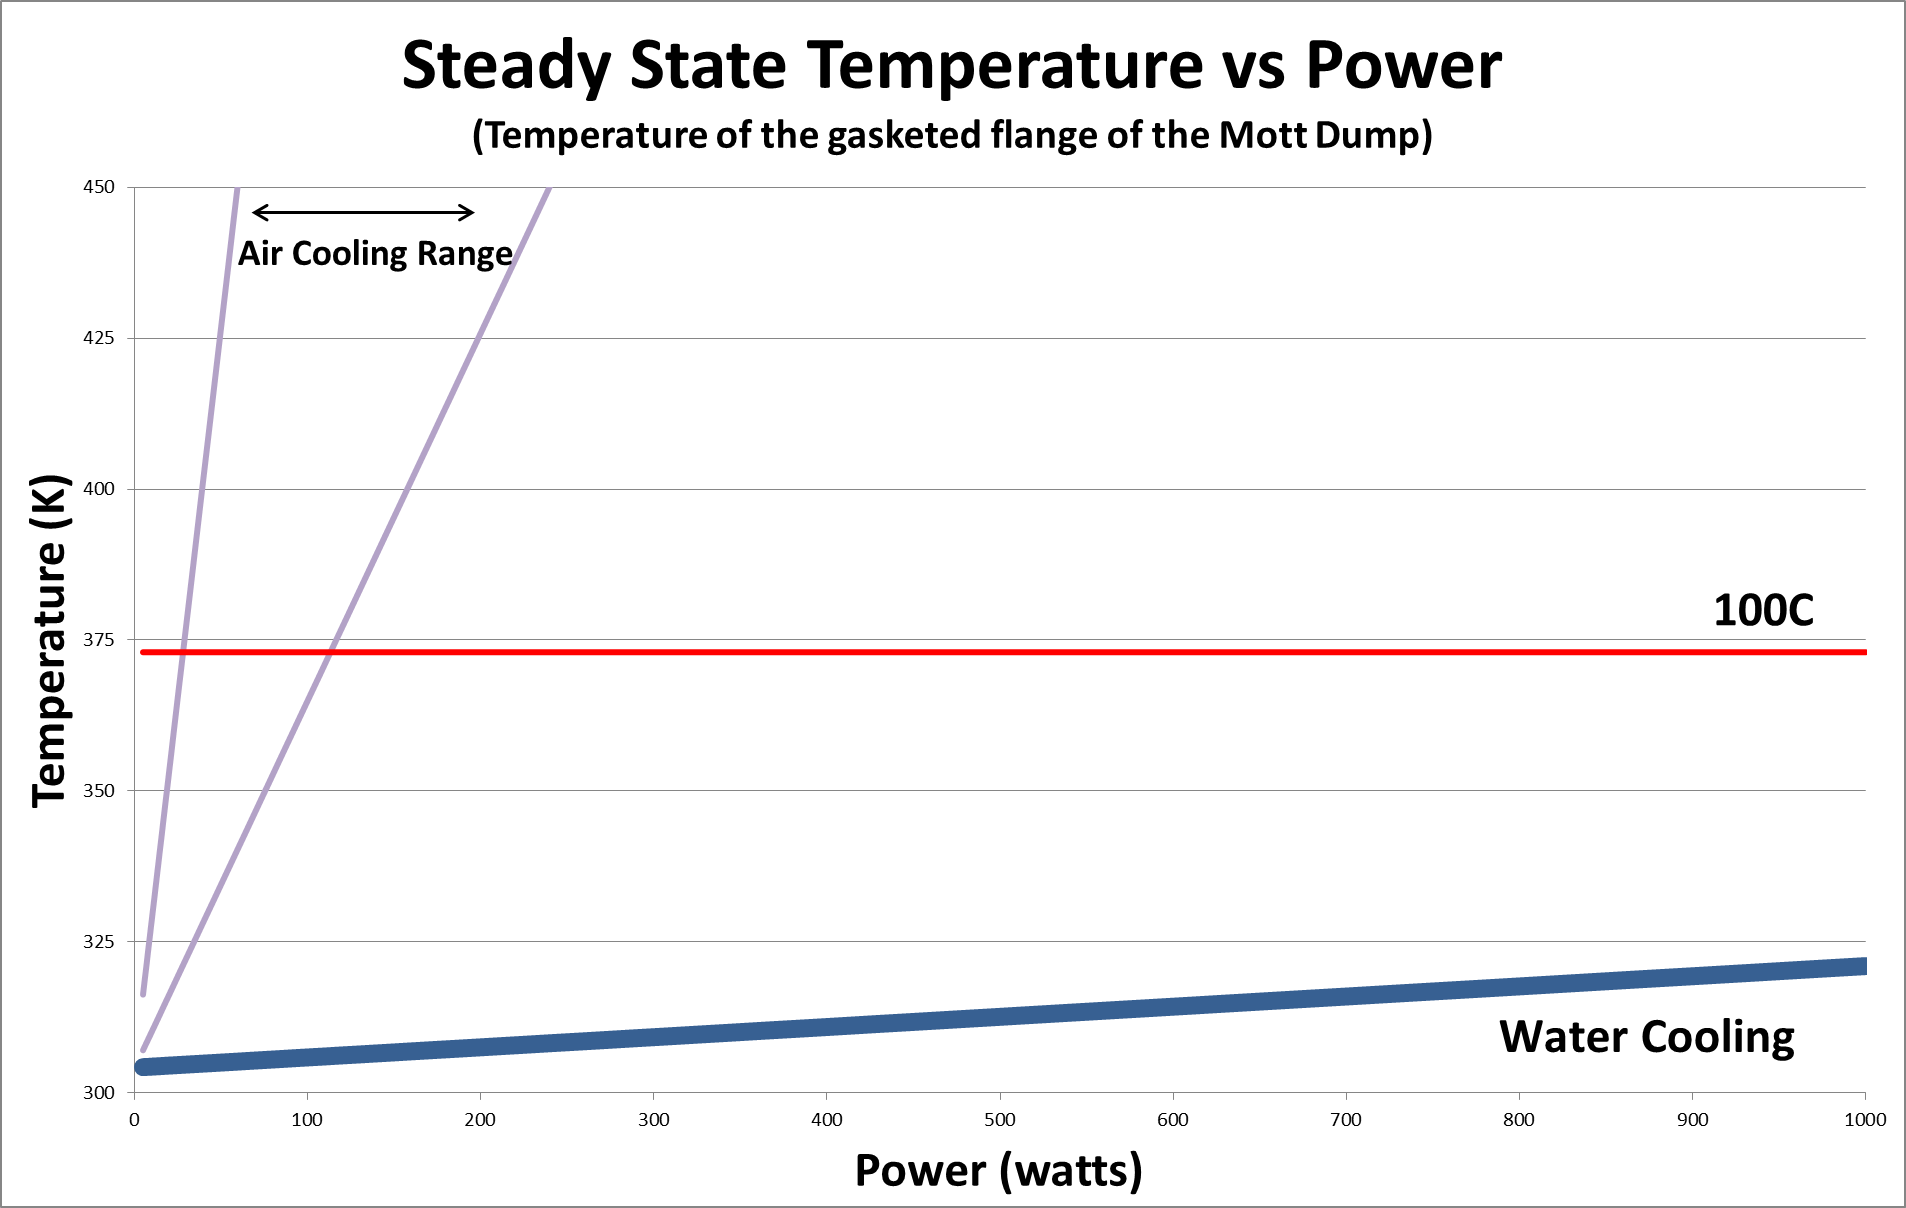 Steady State Temperature vs Power
(Temperature of the gasketed flange of the Mott Dump)
450
Air Cooling Range
425
400
100C
375
350
325
Water Cooling
300
0 100 200 300 400 500 600 700 800 900 1000
Temperature (K)
Power (watts)